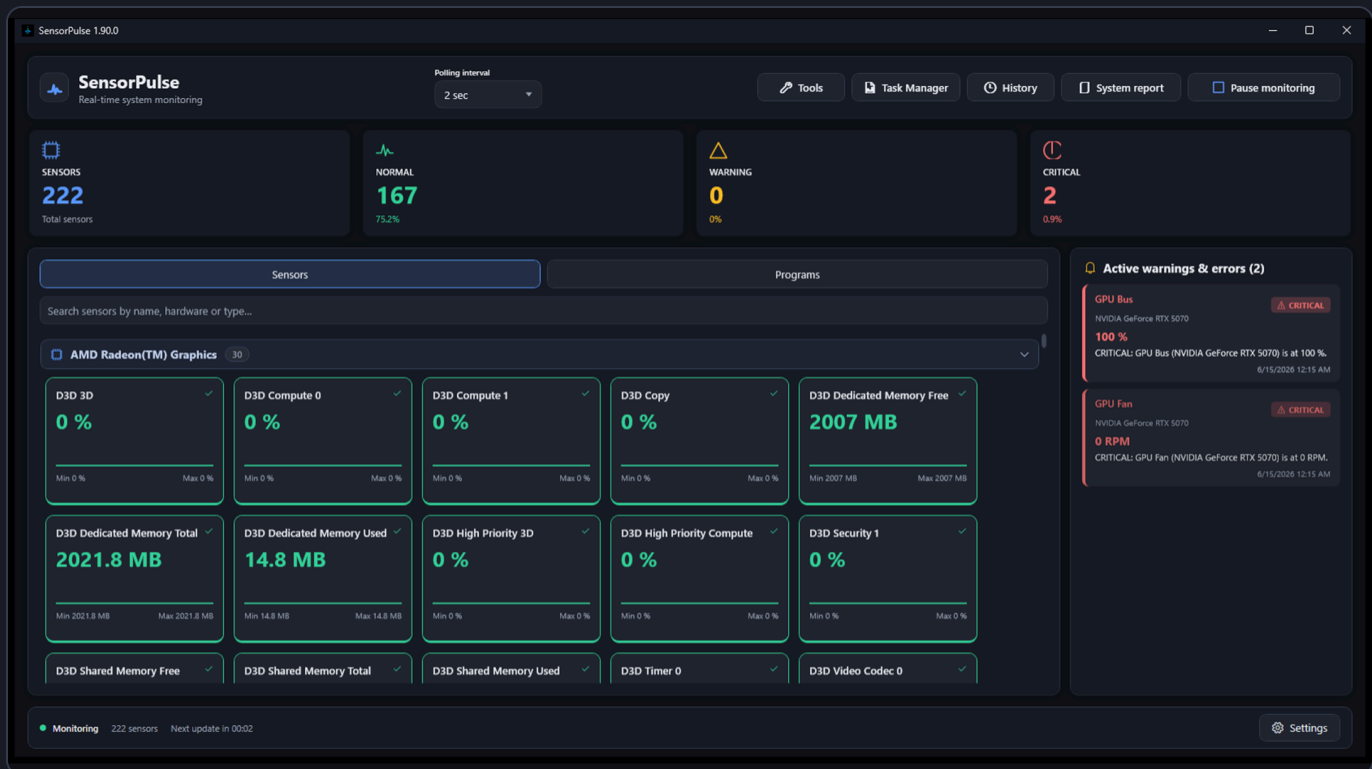 SensorPulse 1.90.0
SensorPulse
Real-time system monitoring
Polling interval
2 sec
Tools
Task Manager
History
System report
Pause monitoring
SENSORS
222
Total sensors
NORMAL
167
75.2%
WARNING
0
0%
CRITICAL
2
0.9%
Sensors
Programs
Search sensors by name, hardware or type...
AMD Radeon(TM) Graphics 30
D3D 3D
0 %
Min 0 % Max 0 %
D3D Compute 0
0 %
Min 0 % Max 0 %
D3D Compute 1
0 %
Min 0 % Max 0 %
D3D Copy
0 %
Min 0 % Max 0 %
D3D Dedicated Memory Free
2007 MB
Min 2007 MB Max 2007 MB
D3D Dedicated Memory Total
2021.8 MB
Min 2021.8 MB Max 2021.8 MB
D3D Dedicated Memory Used
14.8 MB
Min 14.8 MB Max 14.8 MB
D3D High Priority 3D
0 %
Min 0 % Max 0 %
D3D High Priority Compute
0 %
Min 0 % Max 0 %
D3D Security 1
0 %
Min 0 % Max 0 %
D3D Shared Memory Free
D3D Shared Memory Total
D3D Shared Memory Used
D3D Timer 0
D3D Video Codec 0
Active warnings & errors (2)
GPU Bus
CRITICAL
NVIDIA GeForce RTX 5070
100 %
CRITICAL: GPU Bus (NVIDIA GeForce RTX 5070) is at 100 %.
6/15/2026 12:15 AM
GPU Fan
CRITICAL
NVIDIA GeForce RTX 5070
0 RPM
CRITICAL: GPU Fan (NVIDIA GeForce RTX 5070) is at 0 RPM.
6/15/2026 12:15 AM
Monitoring 222 sensors Next update in 00:02
Settings